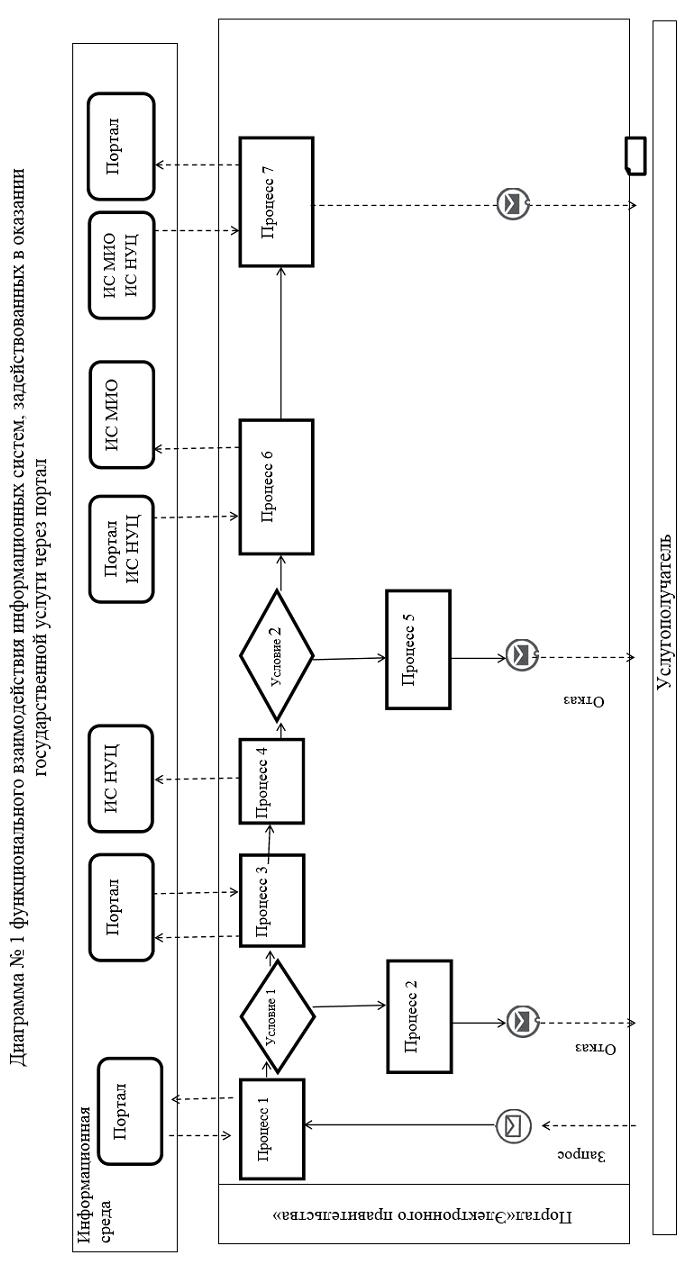 Диаграмма № 1 функционального взаимодействия информационных систем, задействованных в оказании
государственной услуги через портал
Информационная
среда
Портал
Портал
ИС НУЦ
Портал
ИС НУЦ
ИС МИО
ИС МИО
ИС НУЦ
Портал
Портал«Электронного правительства»
Процесс 1
Условие 1
Процесс 3
Процесс 4
Условие 2
Процесс 6
Процесс 7
Процесс 2
Процесс 5
Запрос
Отказ
Отказ
Услугополучатель